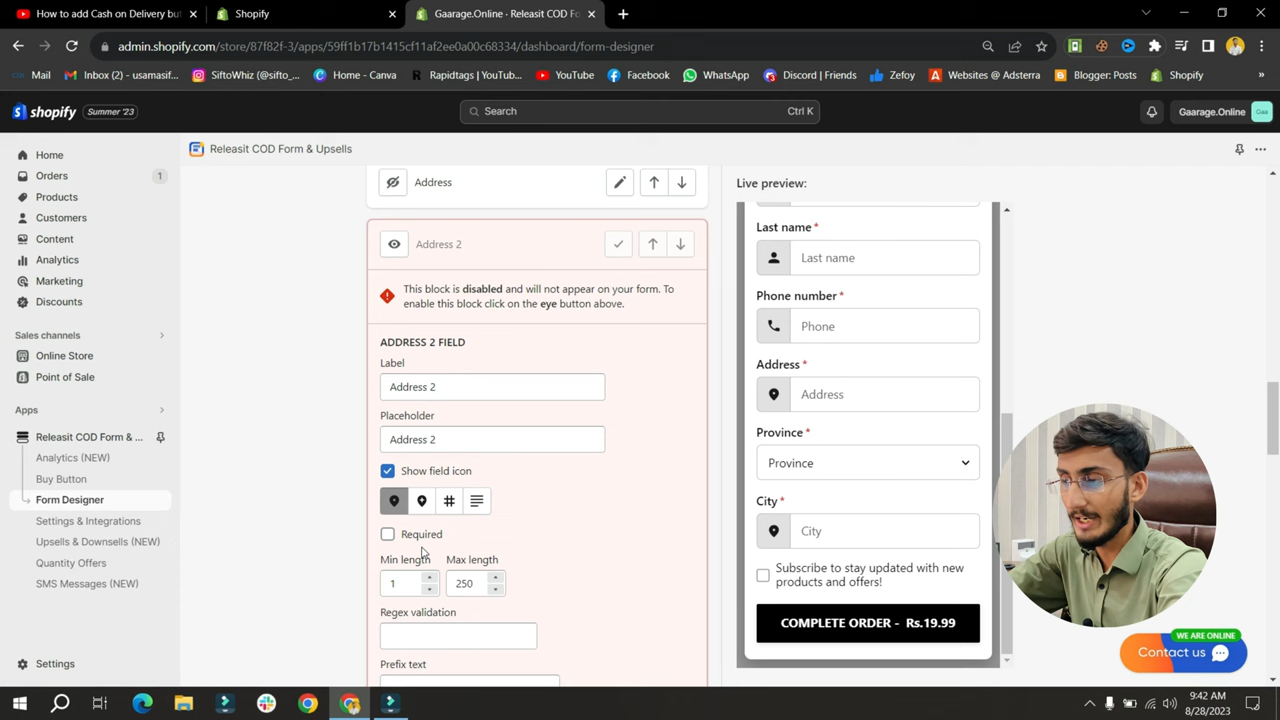 How to add Cash on Delivery but
Shopify
Gaarage.Online · Releasit COD Fo
admin.shopify.com/store/87f82f-3/apps/59ff1b17b1415cf11af2ee0a00c68334/dashboard/form-designer
Mail
Inbox (2) - usamasif...
SiftoWhiz (@sifto_...
Home - Canva
Rapidtags | YouTub...
YouTube
Facebook
WhatsApp
Discord | Friends
Zefoy
Websites @ Adsterra
Blogger: Posts
Shopify
»
shopify
Summer '23
Search
Ctrl K
Gaarage.Online
Gaa
Home
Orders
1
Products
Customers
Content
Analytics
Marketing
Discounts
Sales channels
Online Store
Point of Sale
Apps
Releasit COD Form & ...
Analytics (NEW)
Buy Button
Form Designer
Settings & Integrations
Upsells & Downsells (NEW)
Quantity Offers
SMS Messages (NEW)
Settings
Releasit COD Form & Upsells
Address
Address 2
This block is disabled and will not appear on your form. To
enable this block click on the eye button above.
ADDRESS 2 FIELD
Label
Address 2
Placeholder
Address 2
Show field icon
Required
Min length
Max length
1
250
Regex validation
Prefix text
Live preview:
Last name *
Last name
Phone number *
Phone
Address *
Address
Province *
Province
City *
City
Subscribe to stay updated with new
products and offers!
COMPLETE ORDER - Rs.19.99
WE ARE ONLINE
Contact us
9:42 AM
8/28/2023